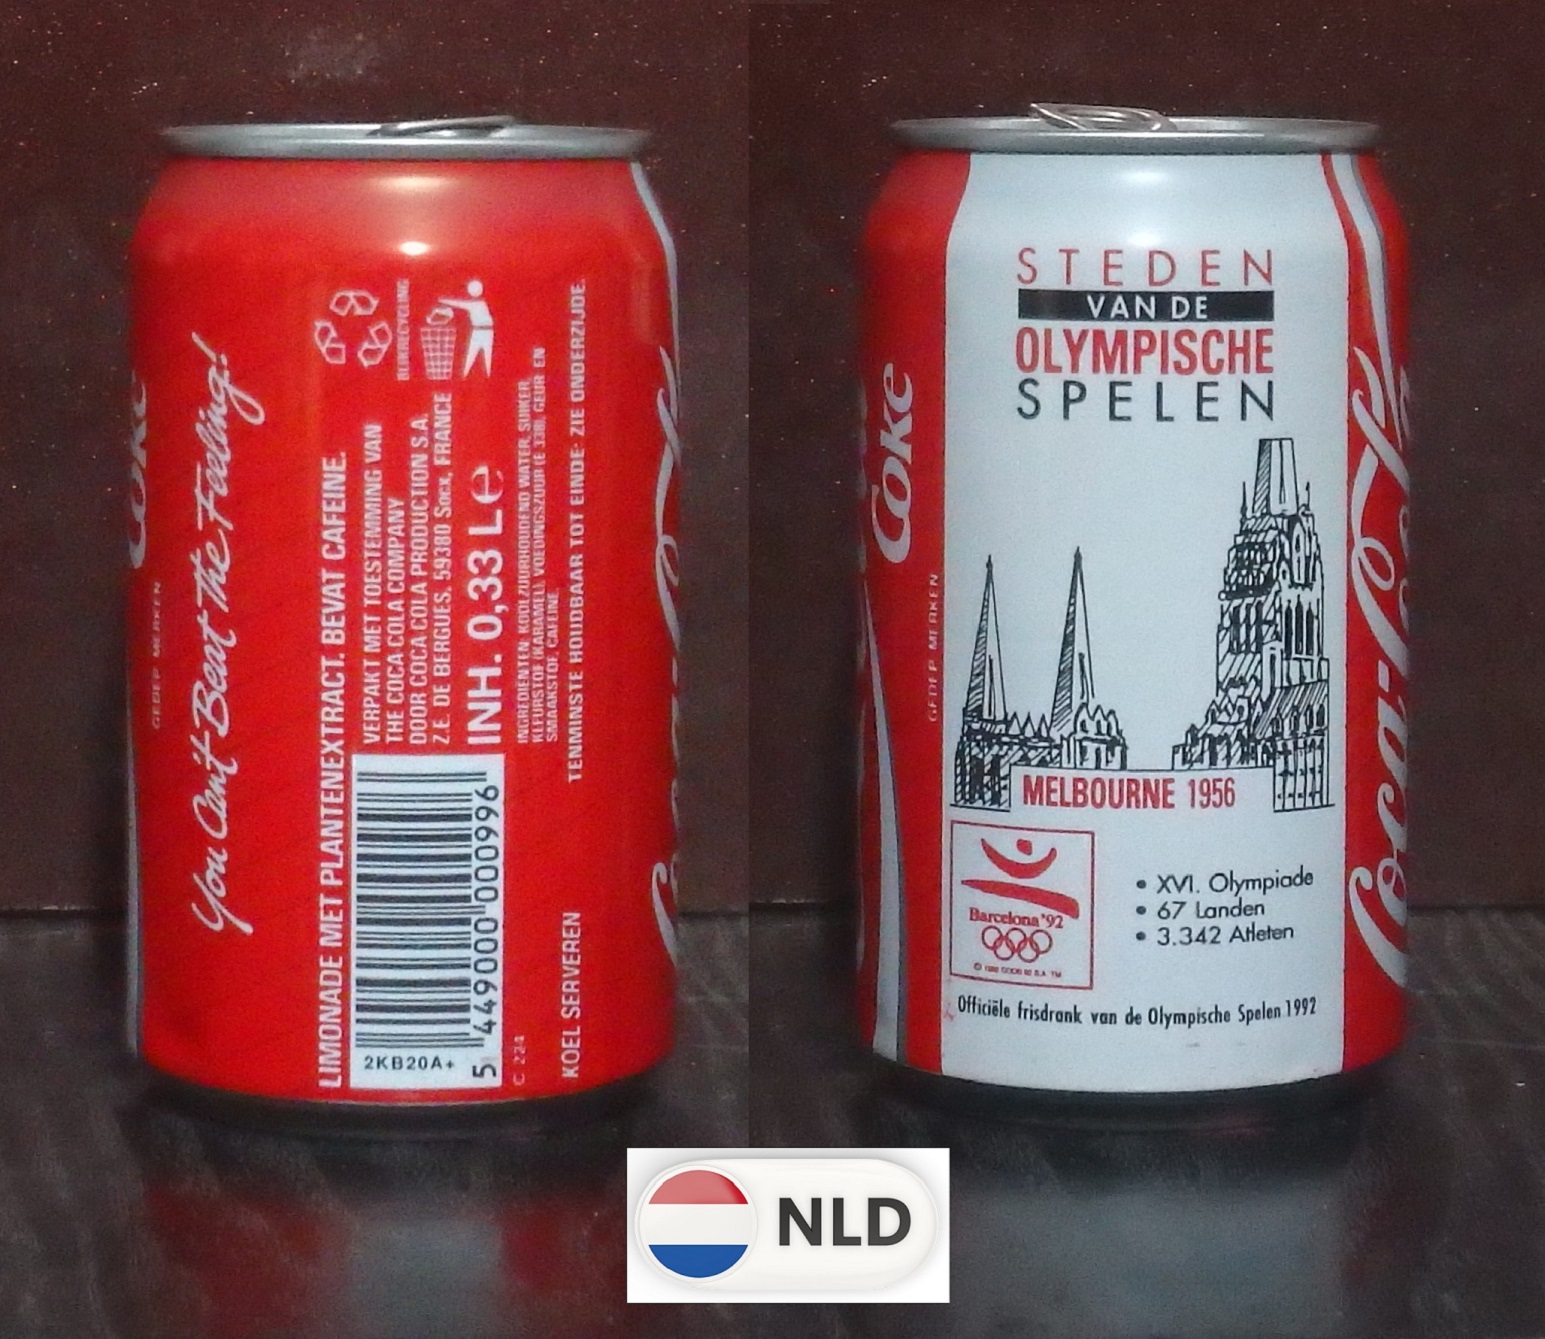 Coke
GEDEP. MERKEN
You Can't Beat the Feeling!
LIMONADE MET PLANTENEXTRACT. BEVAT CAFEINE.
VERPAKT MET TOESTEMMING VAN
THE COCA-COLA COMPANY
DOOR COCA-COLA PRODUCTION S.A.
Z.E. DE BERGUES, 59380 Socx, FRANCE
INH. 0,33 L e
INGREDIENTEN: KOOLZUURHOUDEND WATER, SUIKER,
KLEURSTOF (KARAMEL), VOEDINGSZUUR (E 338), GEUR EN
SMAAKSTOF, CAFEINE
TENMINSTE HOUDBAAR TOT EINDE: ZIE ONDERZIJDE.
KOEL SERVEREN
BLIKRECYCLING
2KB20A+
5 449000 000996
C 224
Coca-Cola
Coke
GEDEP. MERKEN
STEDEN
VAN DE
OLYMPISCHE
SPELEN
MELBOURNE 1956
Barcelona '92
• XVI. Olympiade
• 67 Landen
• 3.342 Atleten
Officiële frisdrank van de Olympische Spelen 1992
Coca-Cola
NLD